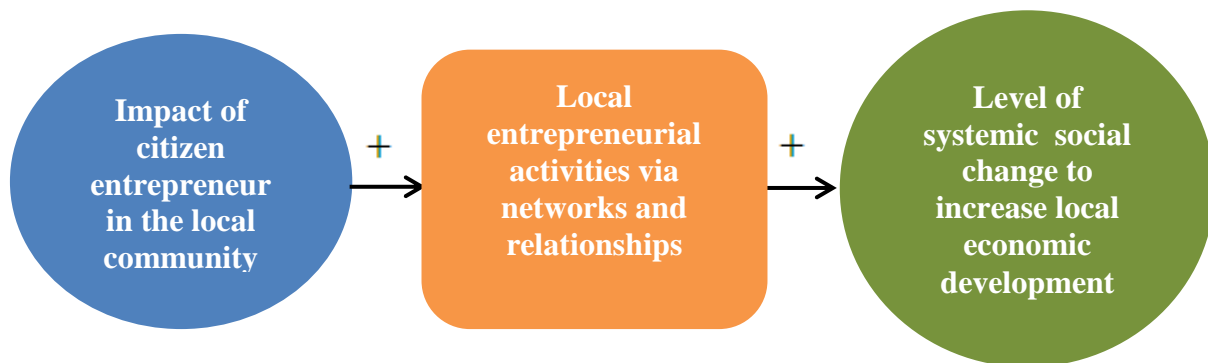 Impact of
citizen
entrepreneur
in the local
community
+
Local
entrepreneurial
activities via
networks and
relationships
+
Level of
systemic social
change to
increase local
economic
development